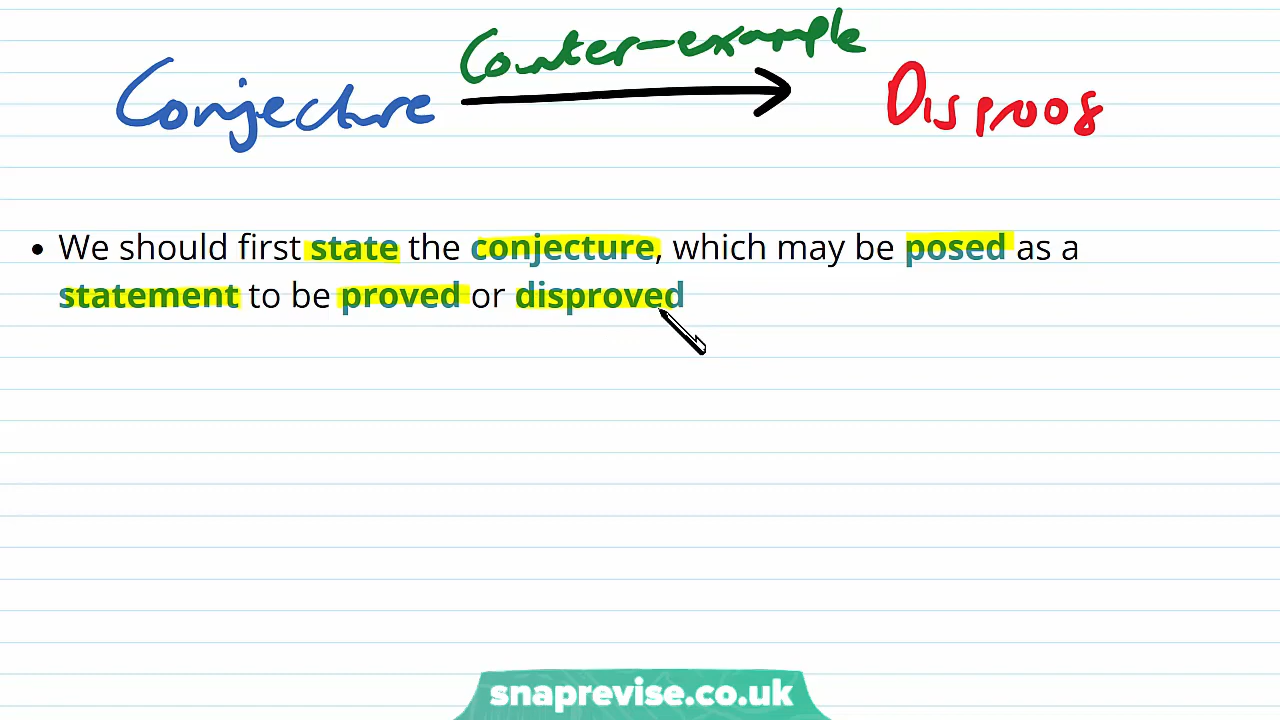 Counter-example
Conjecture
Disproof
• We should first state the conjecture, which may be posed as a
statement to be proved or disproved
snaprevise.co.uk